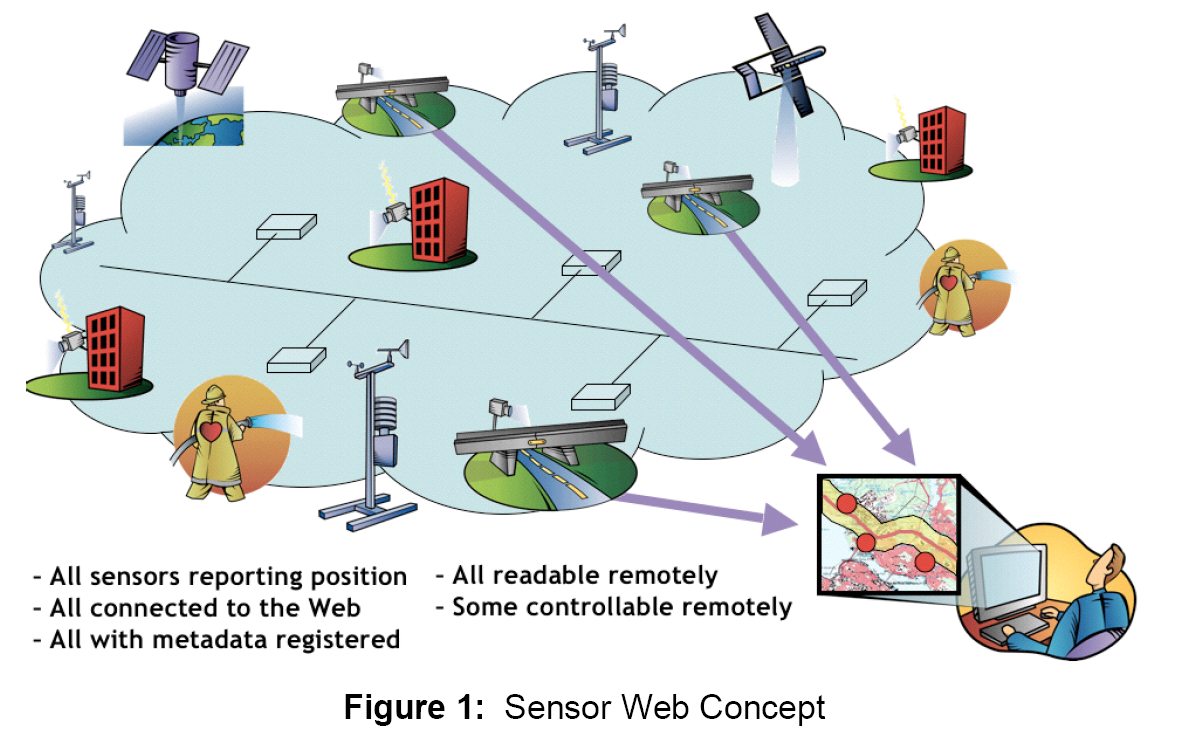 - All sensors reporting position
- All connected to the Web
- All with metadata registered
- All readable remotely
- Some controllable remotely
Figure 1: Sensor Web Concept